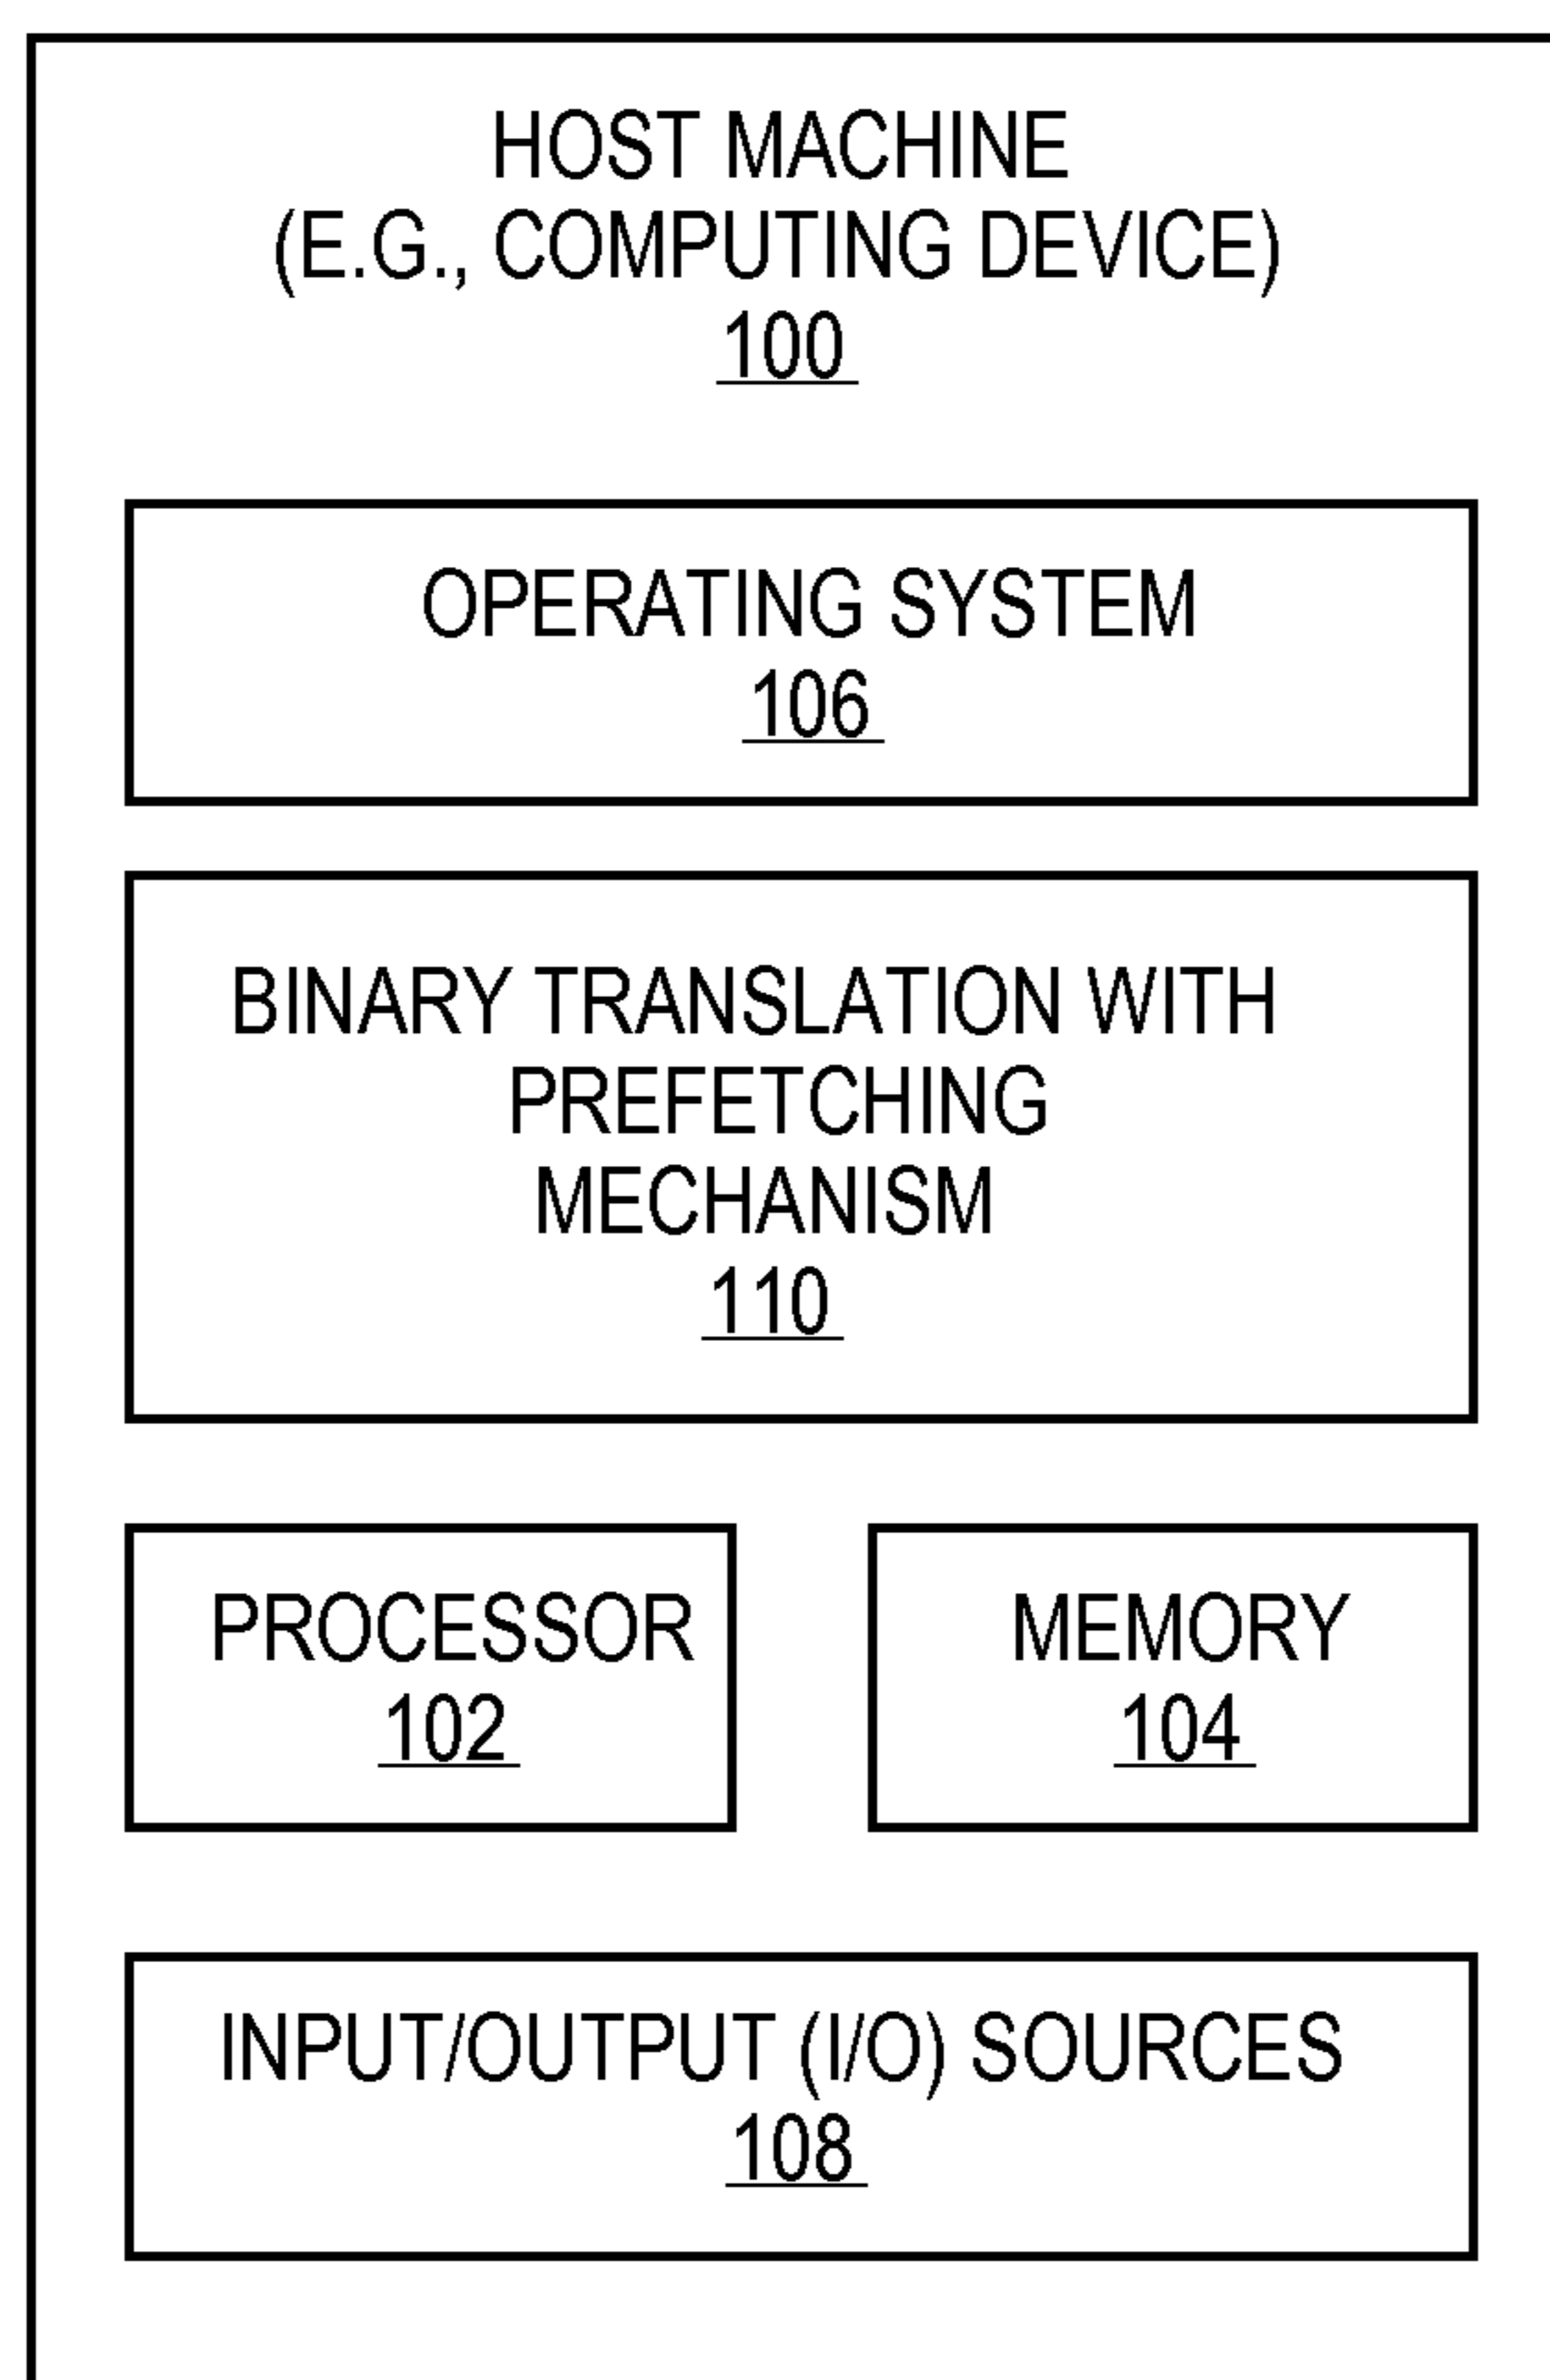 HOST MACHINE
(E.G., COMPUTING DEVICE)
100
OPERATING SYSTEM
106
BINARY TRANSLATION WITH
PREFETCHING
MECHANISM
110
PROCESSOR
102
MEMORY
104
INPUT/OUTPUT (I/O) SOURCES
108